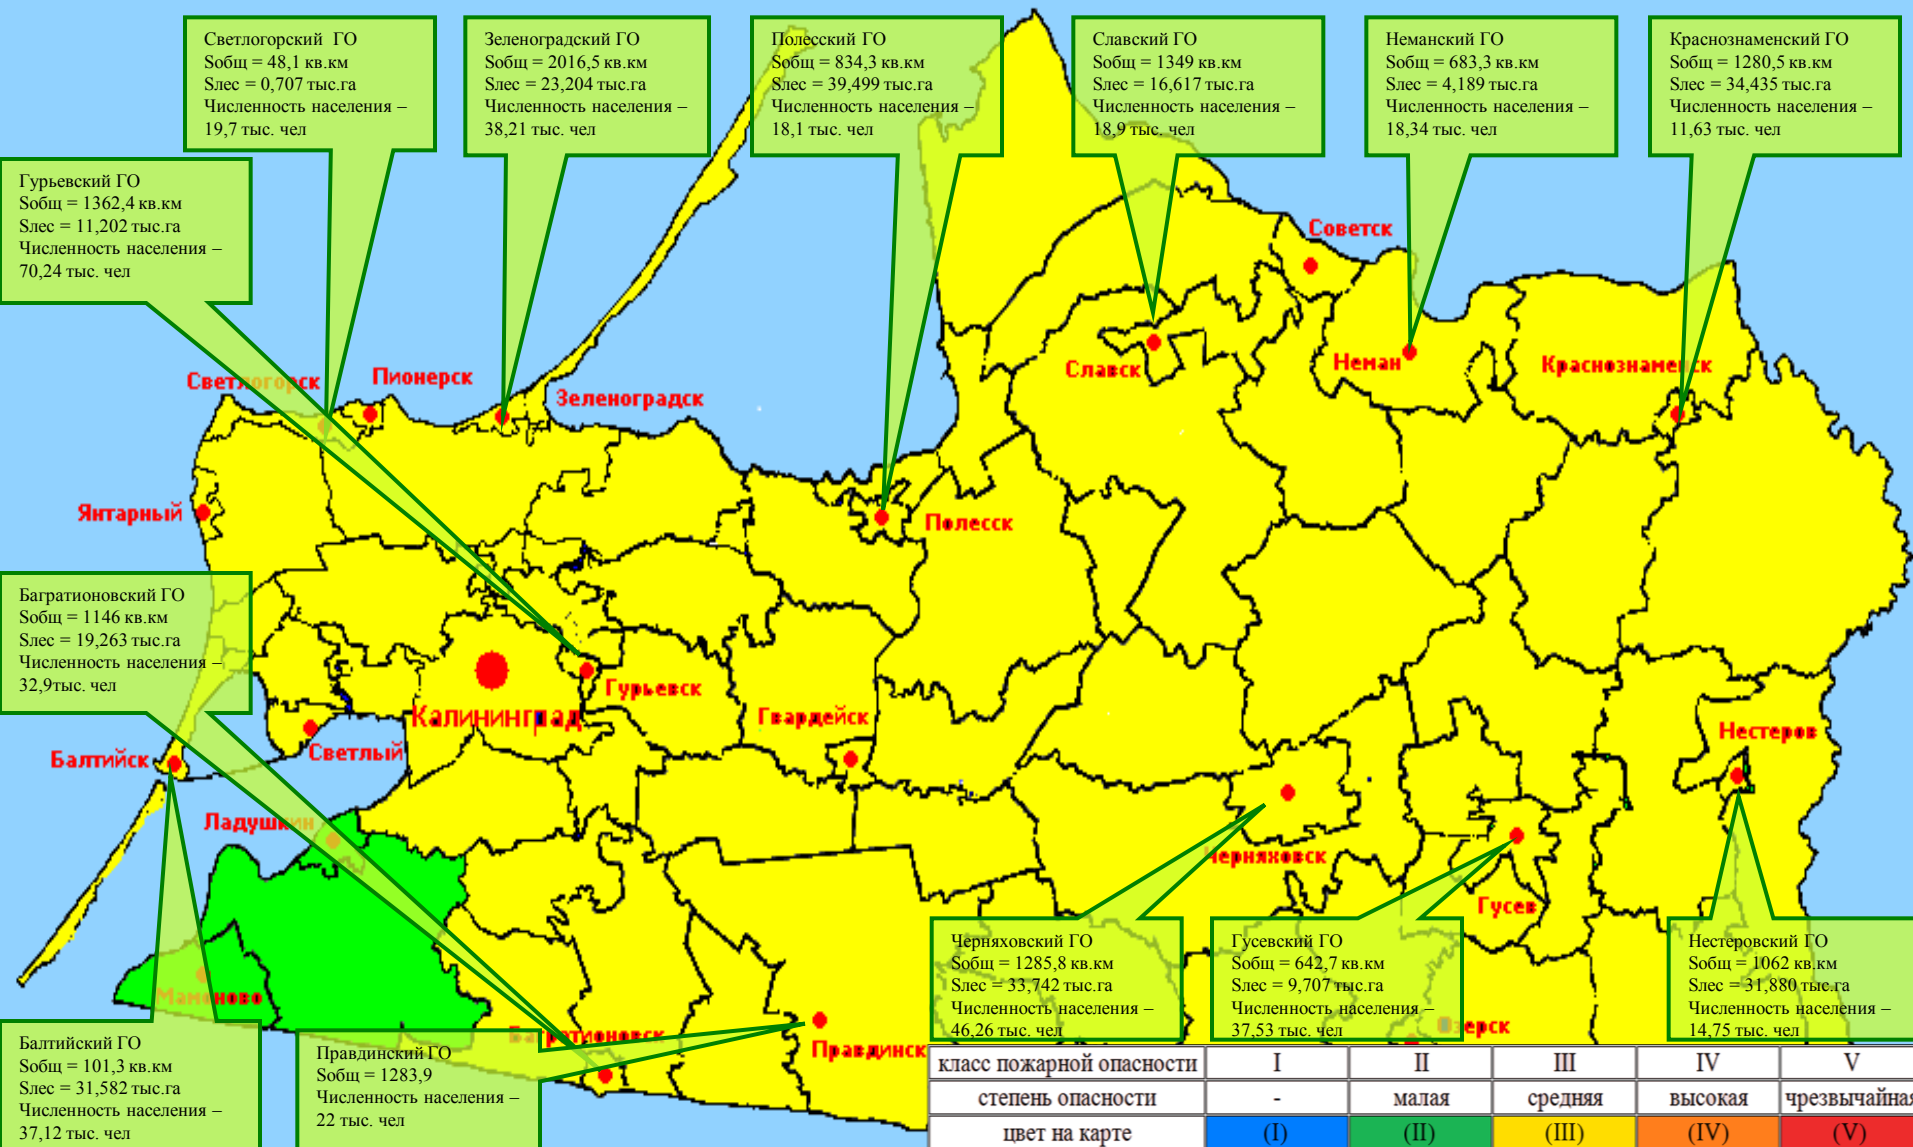 Светлогорский ГО
Sобщ = 48,1 кв.км
Sлес = 0,707 тыс.га
Численность населения –
19,7 тыс. чел
Зеленоградский ГО
Sобщ = 2016,5 кв.км
Sлес = 23,204 тыс.га
Численность населения –
38,21 тыс. чел
Полесский ГО
Sобщ = 834,3 кв.км
Sлес = 39,499 тыс.га
Численность населения –
18,1 тыс. чел
Славский ГО
Sобщ = 1349 кв.км
Sлес = 16,617 тыс.га
Численность населения –
18,9 тыс. чел
Неманский ГО
Sобщ = 683,3 кв.км
Sлес = 4,189 тыс.га
Численность населения –
18,34 тыс. чел
Краснознаменский ГО
Sобщ = 1280,5 кв.км
Sлес = 34,435 тыс.га
Численность населения –
11,63 тыс. чел
Гурьевский ГО
Sобщ = 1362,4 кв.км
Sлес = 11,202 тыс.га
Численность населения –
70,24 тыс. чел
Советск
Славск
Неман
Краснознаменск
Светлогорск
Пионерск
Зеленоградск
Янтарный
Полесск
Багратионовский ГО
Sобщ = 1146 кв.км
Sлес = 19,263 тыс.га
Численность населения –
32,9тыс. чел
Гурьевск
Калининград
Гвардейск
Нестеров
Светлый
Балтийск
Ладушкин
Черняховск
Гусев
Мамоново
Багратионовск
Правдинск
Озерск
Черняховский ГО
Sобщ = 1285,8 кв.км
Sлес = 33,742 тыс.га
Численность населения –
46,26 тыс. чел
Гусевский ГО
Sобщ = 642,7 кв.км
Sлес = 9,707 тыс.га
Численность населения –
37,53 тыс. чел
Нестеровский ГО
Sобщ = 1062 кв.км
Sлес = 31,880 тыс.га
Численность населения –
14,75 тыс. чел
Балтийский ГО
Sобщ = 101,3 кв.км
Sлес = 31,582 тыс.га
Численность населения –
37,12 тыс. чел
Правдинский ГО
Sобщ = 1283,9
Численность населения –
22 тыс. чел
класс пожарной опасности I II III IV V
степень опасности - малая средняя высокая чрезвычайная
цвет на карте (I) (II) (III) (IV) (V)